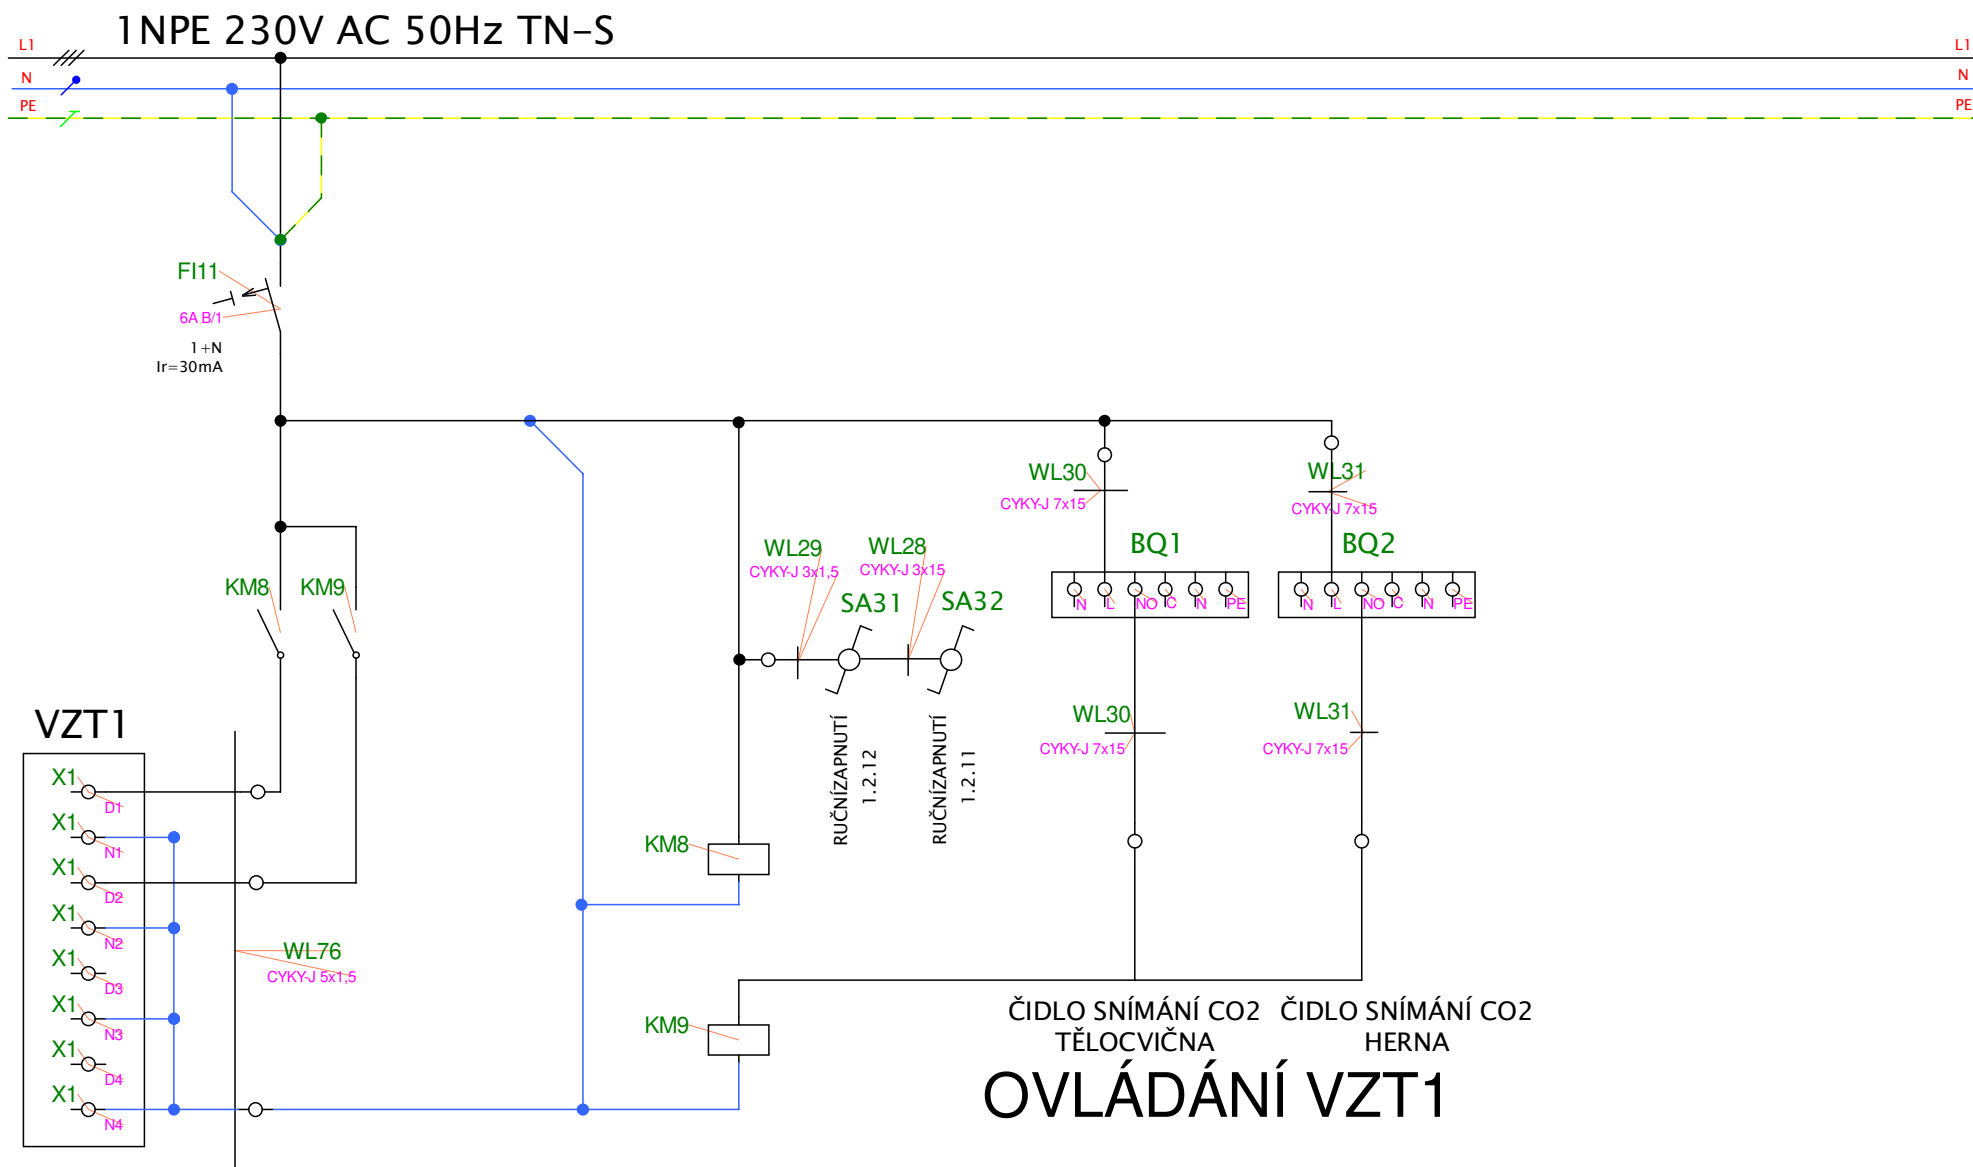 1NPE 230V AC 50Hz TN-S
L1
L1
N
N
PE
PE
FI11
6A B/1
1+N
Ir=30mA
WL30
CYKY-J 7x15
WL31
CYKY-J 7x15
BQ1
BQ2
WL29
CYKY-J 3x1,5
WL28
CYKY-J 3x15
KM8
KM9
SA31
SA32
N
L
NO
C
N
PE
N
L
NO
C
N
PE
RUČNÍZAPNUTÍ
1.2.12
RUČNÍZAPNUTÍ
1.2.11
WL30
CYKY-J 7x15
WL31
CYKY-J 7x15
VZT1
X1
D1
X1
N1
X1
D2
X1
N2
X1
D3
X1
N3
X1
D4
X1
N4
WL76
CYKY-J 5x1,5
KM8
KM9
ČIDLO SNÍMÁNÍ CO2
TĚLOCVIČNA
ČIDLO SNÍMÁNÍ CO2
HERNA
OVLÁDÁNÍ VZT1